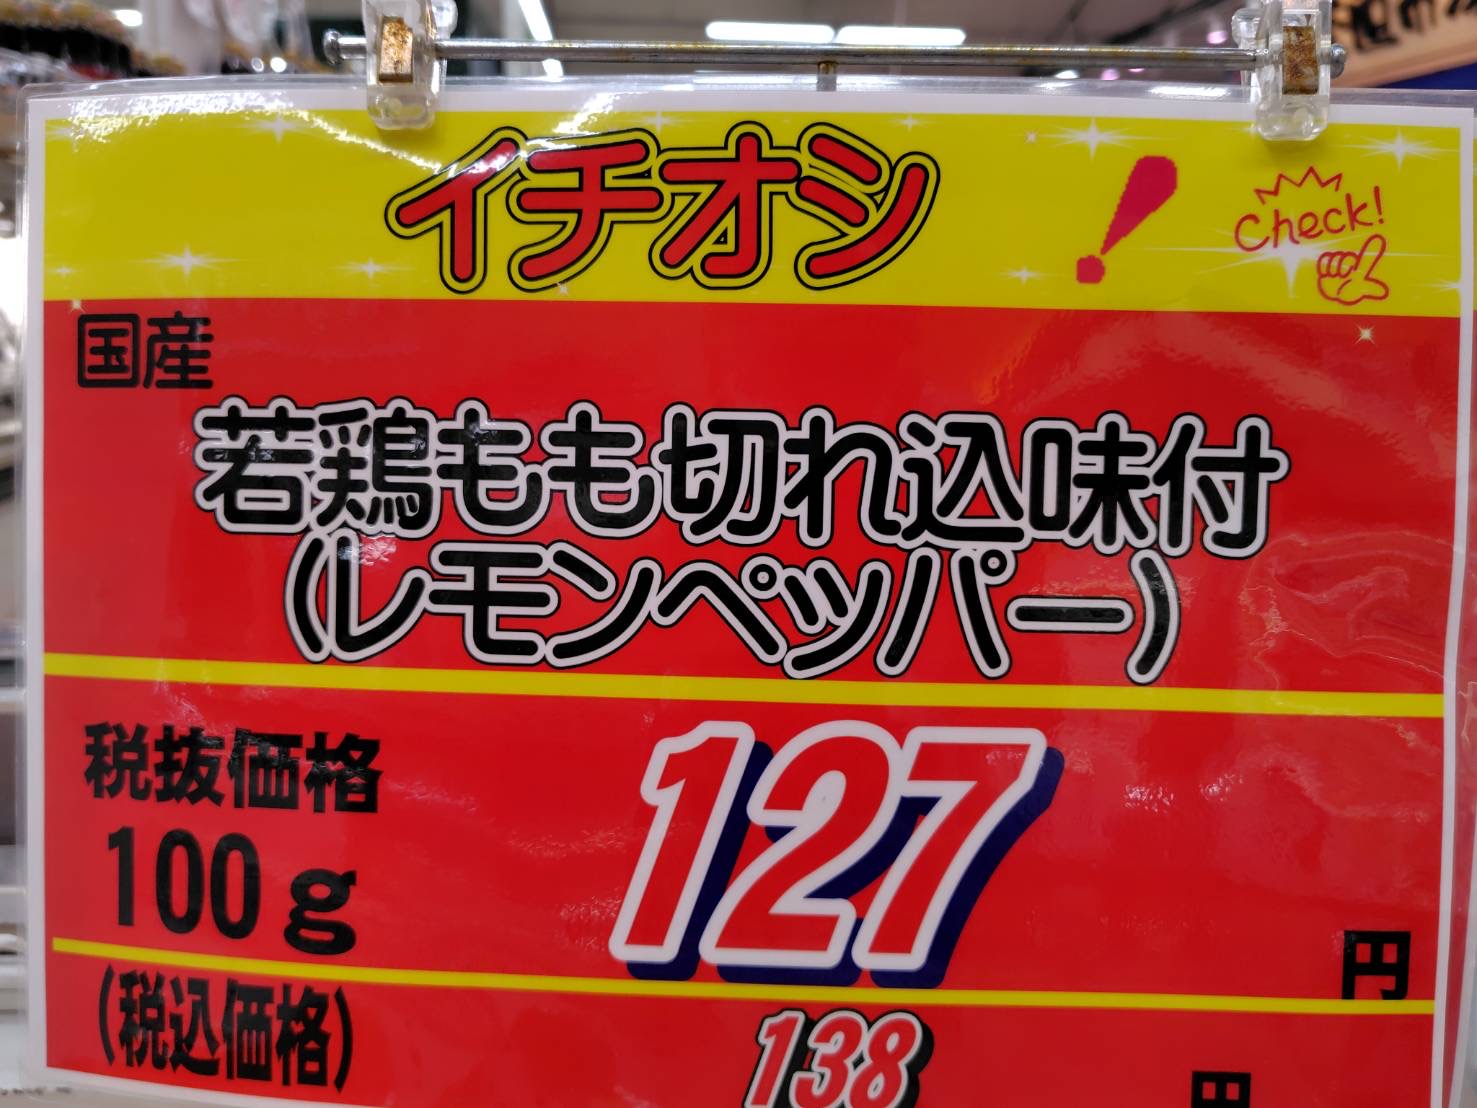 イチオシ！
Check!
国産
若鶏もも切れ込味付
(レモンペッパー)
税抜価格
100g
127
円
(税込価格)
138
円